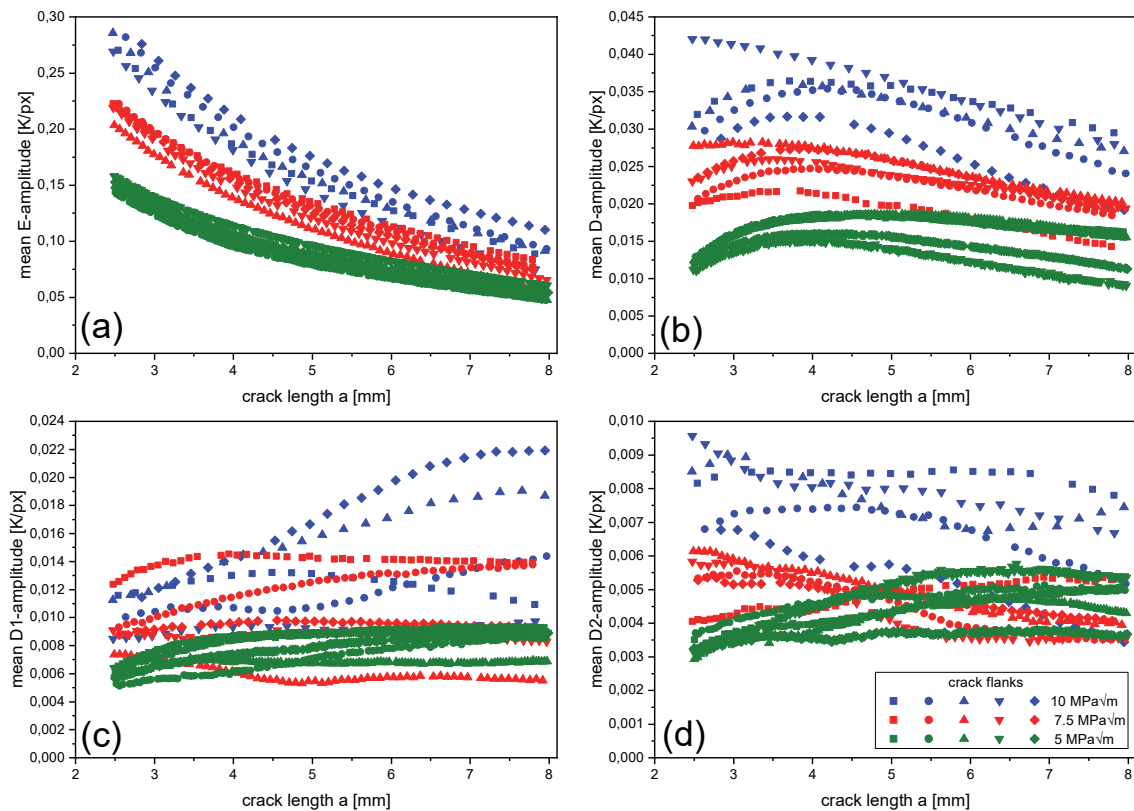 0,30
0,25
0,20
0,15
0,10
0,05
0,00
mean E-amplitude [K/px]
(a)
2 3 4 5 6 7 8
crack length a [mm]
0,045
0,040
0,035
0,030
0,025
0,020
0,015
0,010
0,005
0,000
mean D-amplitude [K/px]
(b)
2 3 4 5 6 7 8
crack length a [mm]
0,024
0,022
0,020
0,018
0,016
0,014
0,012
0,010
0,008
0,006
0,004
0,002
0,000
mean D1-amplitude [K/px]
(c)
2 3 4 5 6 7 8
crack length a [mm]
0,010
0,009
0,008
0,007
0,006
0,005
0,004
0,003
0,002
0,001
0,000
mean D2-amplitude [K/px]
(d)
crack flanks
10 MPa√m
7.5 MPa√m
5 MPa√m
2 3 4 5 6 7 8
crack length a [mm]